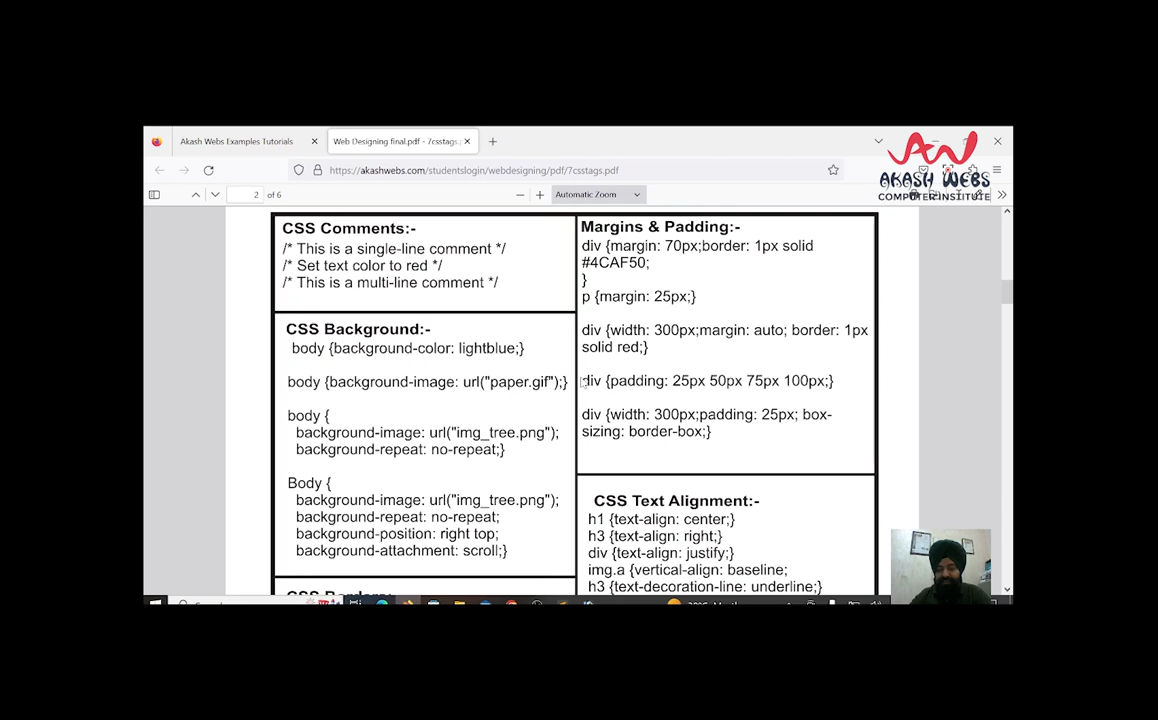 Akash Webs Examples Tutorials
Web Designing final.pdf - 7csstags.
https://akashwebs.com/studentslogin/webdesigning/pdf/7csstags.pdf
AKASH WEBS
COMPUTER INSTITUTE
2 of 6
Automatic Zoom
CSS Comments:-
/* This is a single-line comment */
/* Set text color to red */
/* This is a multi-line comment */
CSS Background:-
body {background-color: lightblue;}
body {background-image: url("paper.gif");}
body {
background-image: url("img_tree.png");
background-repeat: no-repeat;}
Body {
background-image: url("img_tree.png");
background-repeat: no-repeat;
background-position: right top;
background-attachment: scroll;}
CSS Borders:-
Margins & Padding:-
div {margin: 70px;border: 1px solid
#4CAF50;
}
p {margin: 25px;}
div {width: 300px;margin: auto; border: 1px
solid red;}
div {padding: 25px 50px 75px 100px;}
div {width: 300px;padding: 25px; box-
sizing: border-box;}
CSS Text Alignment:-
h1 {text-align: center;}
h3 {text-align: right;}
div {text-align: justify;}
img.a {vertical-align: baseline;
h3 {text-decoration-line: underline;}